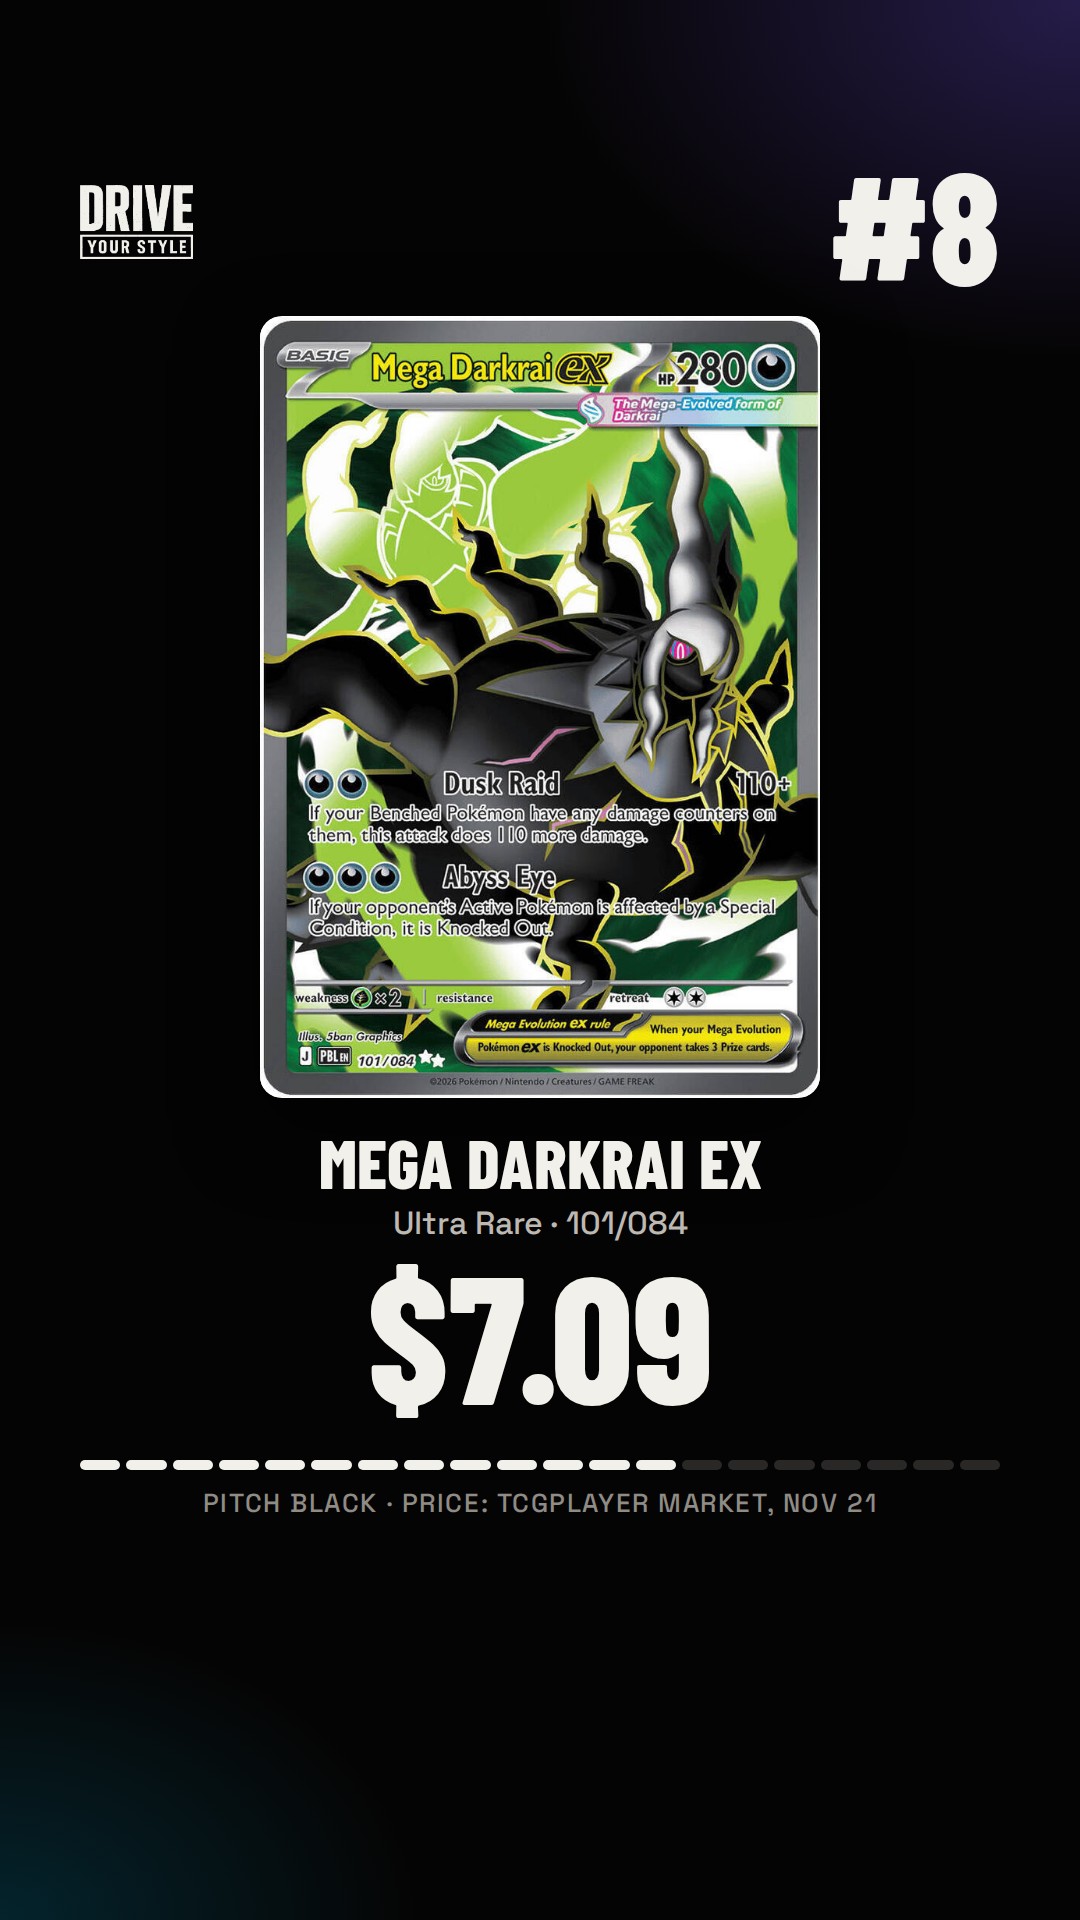 DRIVE
YOUR STYLE
#8
BASIC
Mega Darkrai ex
HP 280
The Mega-Evolved form of
Darkrai
Dusk Raid 110+
If your Benched Pokémon have any damage counters on
them, this attack does 110 more damage.
Abyss Eye
If your opponent's Active Pokémon is affected by a Special
Condition, it is Knocked Out.
weakness ×2 resistance retreat
Mega Evolution ex rule
When your Mega Evolution
Pokémon ex is Knocked Out, your opponent takes 3 Prize cards.
Illus. 5ban Graphics
J PBL EN 101/084
©2026 Pokémon / Nintendo / Creatures / GAME FREAK
MEGA DARKRAI EX
Ultra Rare · 101/084
$7.09
PITCH BLACK · PRICE: TCGPLAYER MARKET, NOV 21